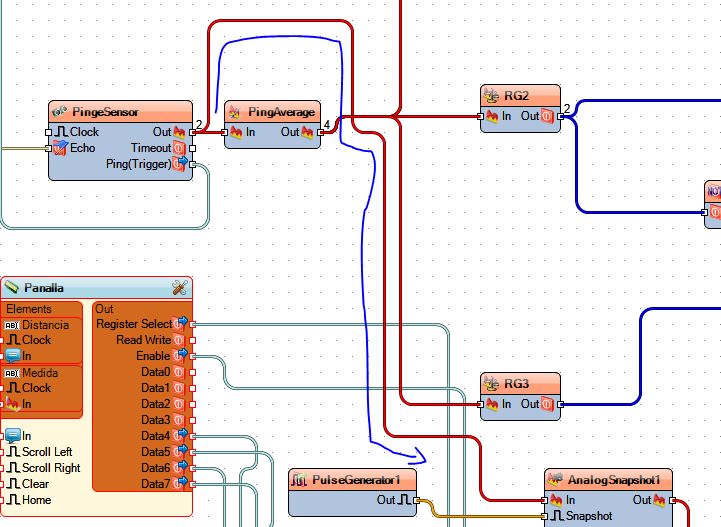 PingeSensor
Clock
Out
2
Echo
Timeout
Ping(Trigger)
PingAverage
In
Out
4
RG2
In
Out
2
Panalla
Elements
Distancia
Clock
In
Medida
Clock
In
In
Scroll Left
Scroll Right
Clear
Home
Out
Register Select
Read Write
Enable
Data0
Data1
Data2
Data3
Data4
Data5
Data6
Data7
RG3
In
Out
PulseGenerator1
Out
AnalogSnapshot1
In
Out
Snapshot